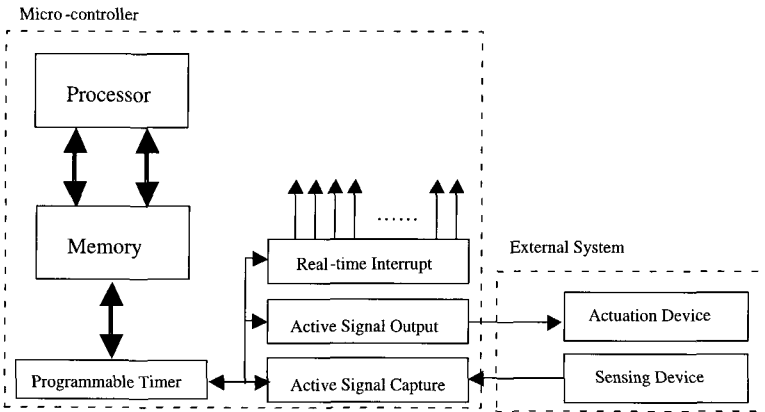 Micro-controller
Processor
Memory
Programmable Timer
......
Real-time Interrupt
Active Signal Output
Active Signal Capture
External System
Actuation Device
Sensing Device